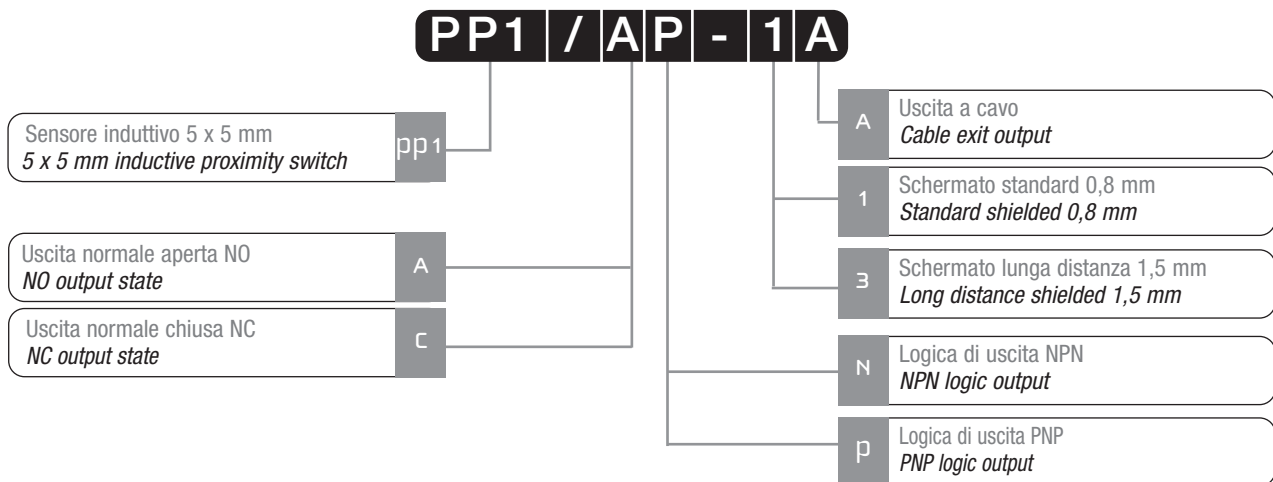 PP1/AP-1A
Sensore induttivo 5 x 5 mm
5 x 5 mm inductive proximity switch
pp1
Uscita normale aperta NO
NO output state
A
Uscita normale chiusa NC
NC output state
C
A
Uscita a cavo
Cable exit output
1
Schermato standard 0,8 mm
Standard shielded 0,8 mm
3
Schermato lunga distanza 1,5 mm
Long distance shielded 1,5 mm
N
Logica di uscita NPN
NPN logic output
p
Logica di uscita PNP
PNP logic output